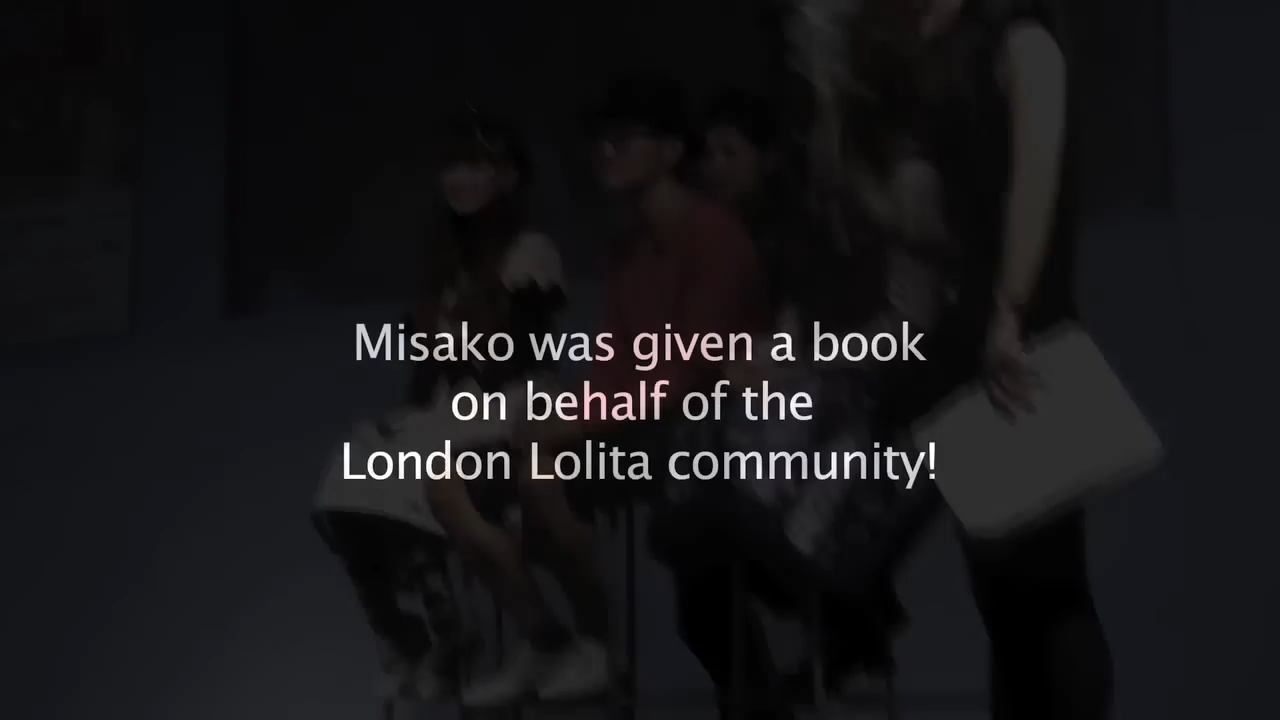 Misako was given a book
on behalf of the
London Lolita community!